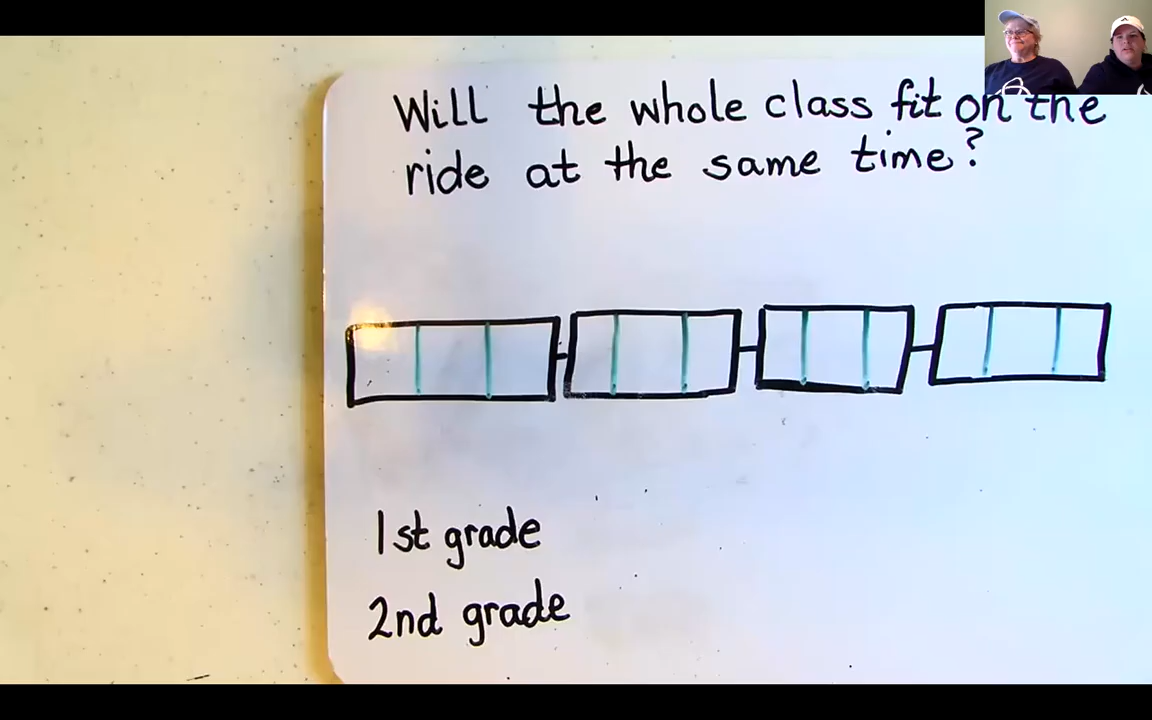 Will the whole class fit on the
ride at the same time?
1st grade
2nd grade